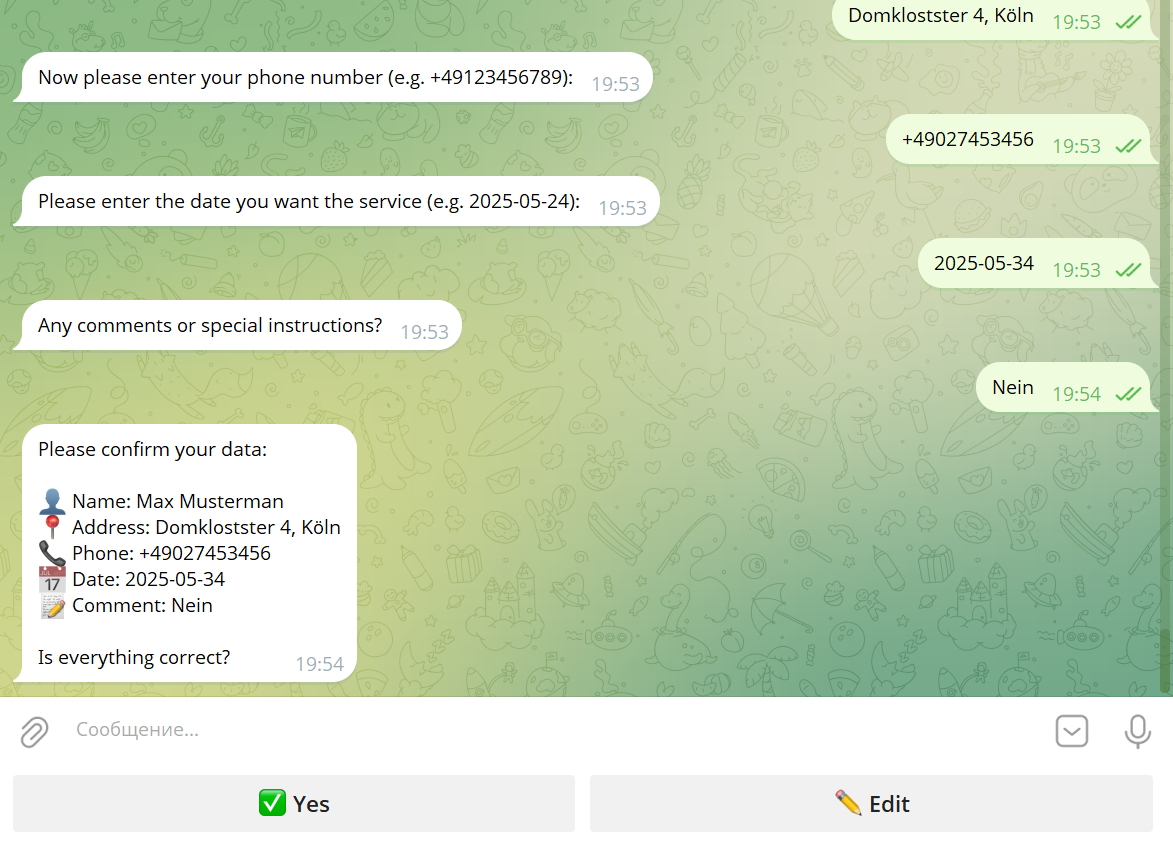 Domklostster 4, Köln 19:53
Now please enter your phone number (e.g. +49123456789): 19:53
+49027453456 19:53
Please enter the date you want the service (e.g. 2025-05-24): 19:53
2025-05-34 19:53
Any comments or special instructions? 19:53
Nein 19:54
Please confirm your data:
Name: Max Musterman
Address: Domklostster 4, Köln
Phone: +49027453456
Date: 2025-05-34
Comment: Nein
Is everything correct? 19:54
Сообщение...
Yes
Edit